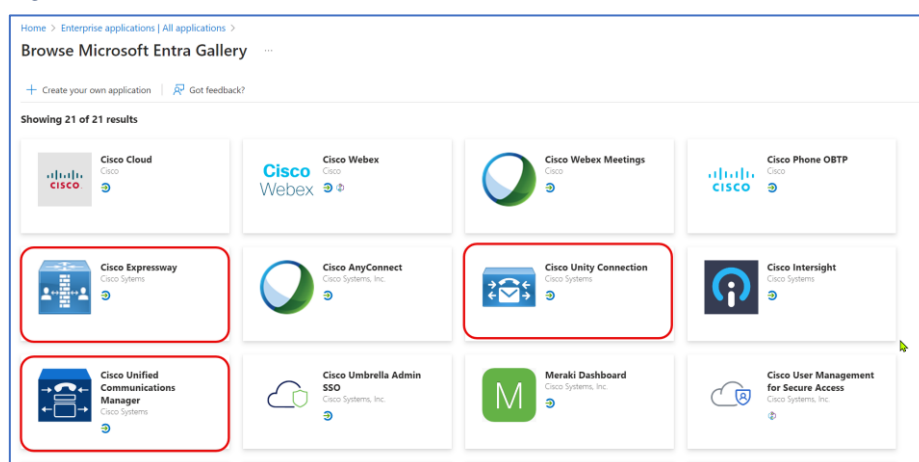 Home > Enterprise applications | All applications >
Browse Microsoft Entra Gallery ...
+ Create your own application | Got feedback?
Showing 21 of 21 results
Cisco Cloud
Cisco
CISCO
Cisco Webex
Cisco
Cisco
Webex
Cisco Webex Meetings
Cisco
Cisco Phone OBTP
Cisco
CISCO
Cisco Expressway
Cisco Sytems
Cisco AnyConnect
Cisco Systems, Inc.
Cisco Unity Connection
Cisco Systems
Cisco Intersight
Cisco Systems
Cisco Unified
Communications
Manager
Cisco Systems
Cisco Umbrella Admin
SSO
Cisco Systems, Inc.
M
Meraki Dashboard
Cisco Systems, Inc.
Cisco User Management
for Secure Access
Cisco Systems, Inc.